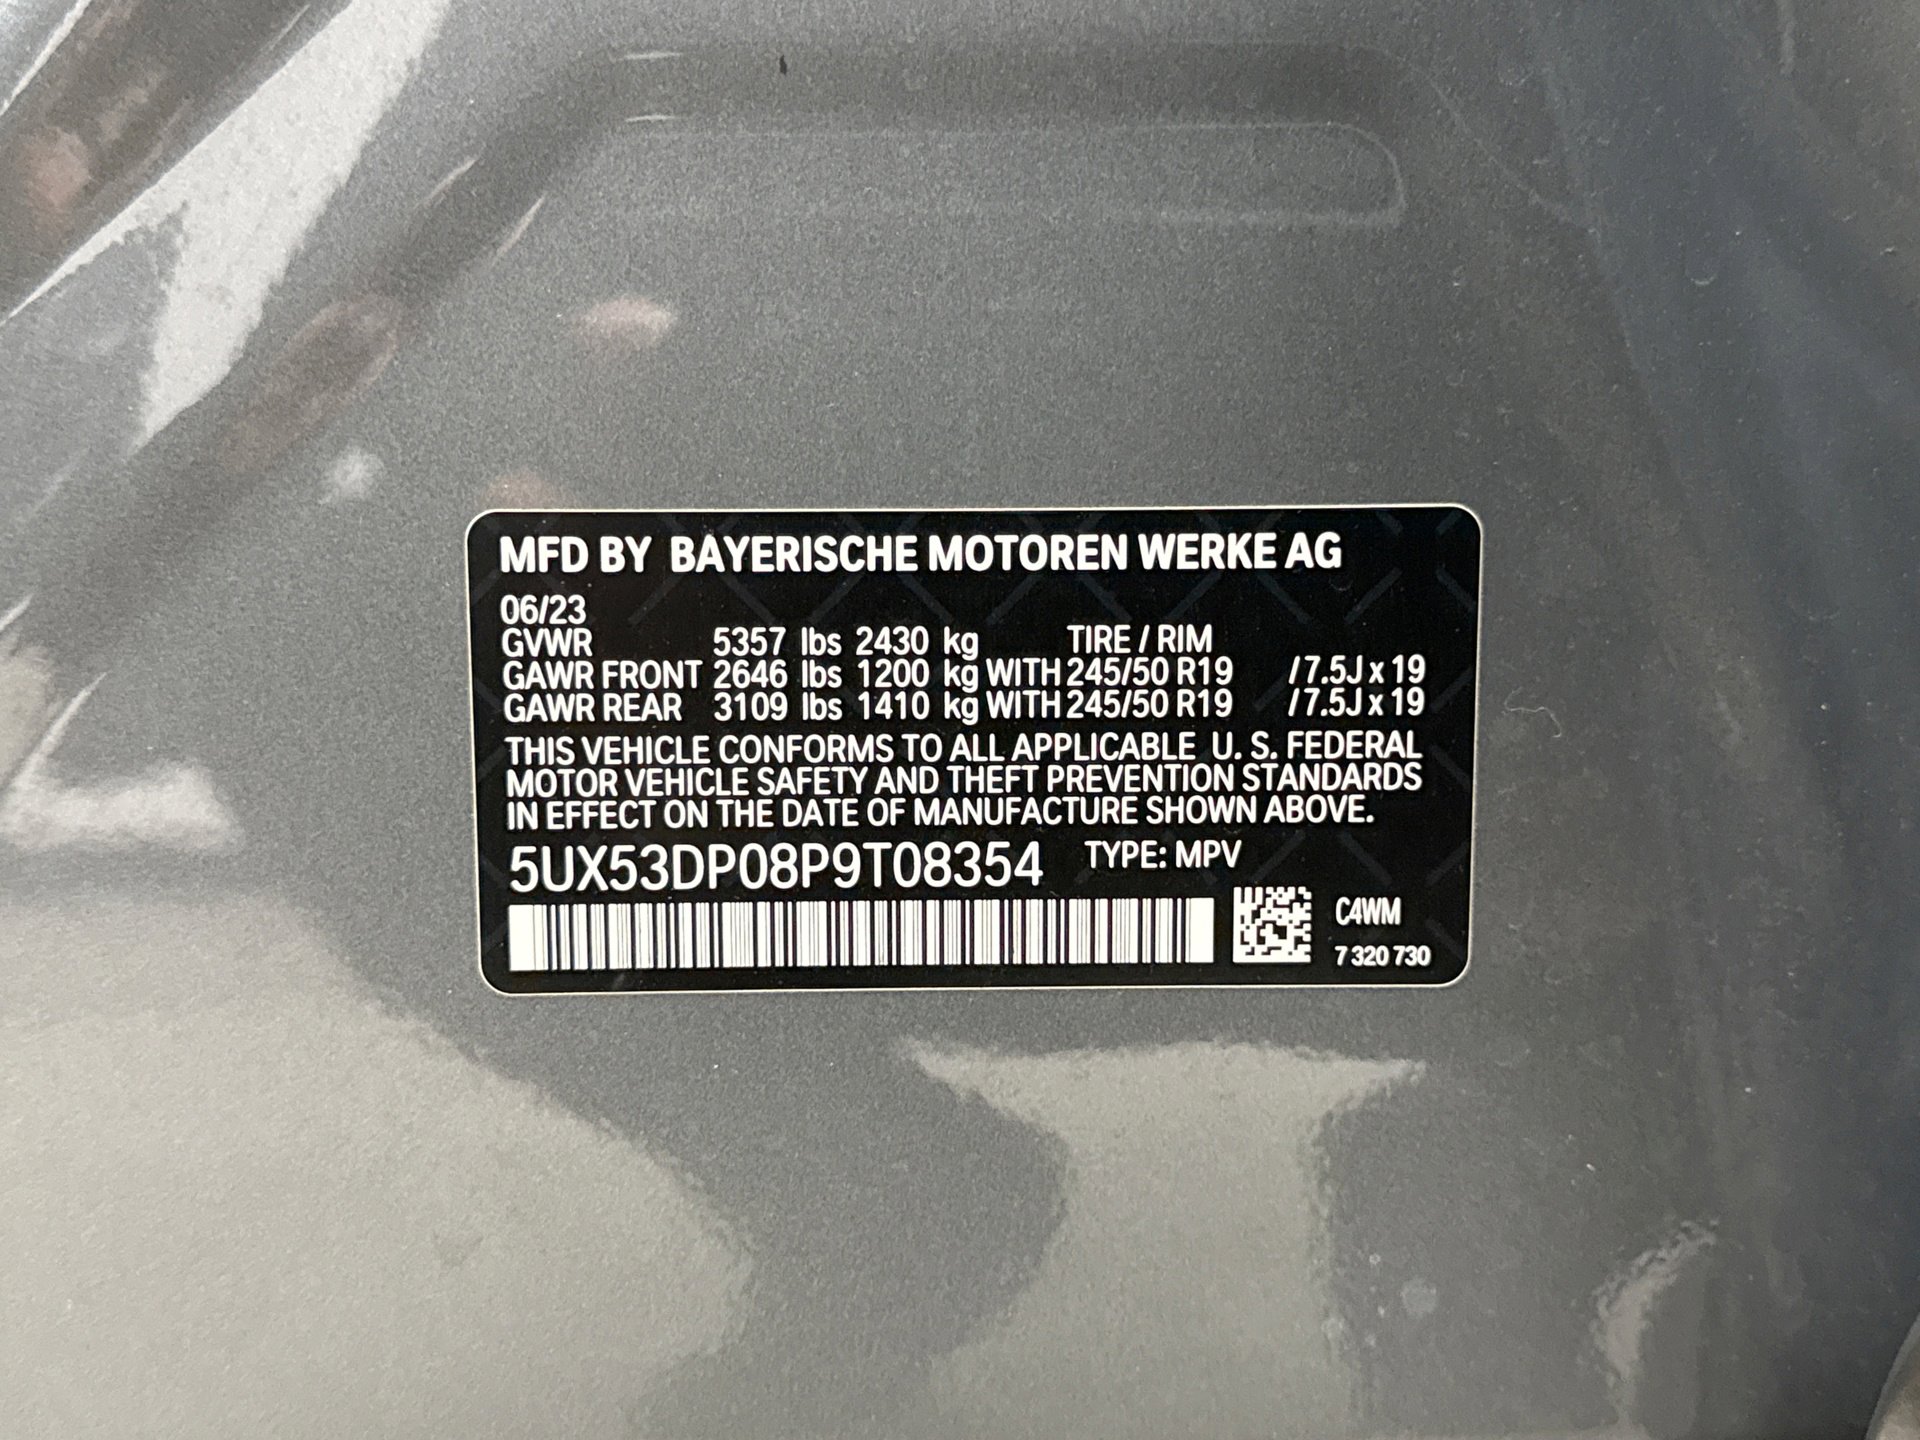 MFD BY BAYERISCHE MOTOREN WERKE AG
06/23
GVWR 5357 lbs 2430 kg TIRE / RIM
GAWR FRONT 2646 lbs 1200 kg WITH 245/50 R19 / 7.5J x 19
GAWR REAR 3109 lbs 1410 kg WITH 245/50 R19 / 7.5J x 19
THIS VEHICLE CONFORMS TO ALL APPLICABLE U. S. FEDERAL
MOTOR VEHICLE SAFETY AND THEFT PREVENTION STANDARDS
IN EFFECT ON THE DATE OF MANUFACTURE SHOWN ABOVE.
5UX53DP08P9T08354 TYPE: MPV
C4WM
7 320 730